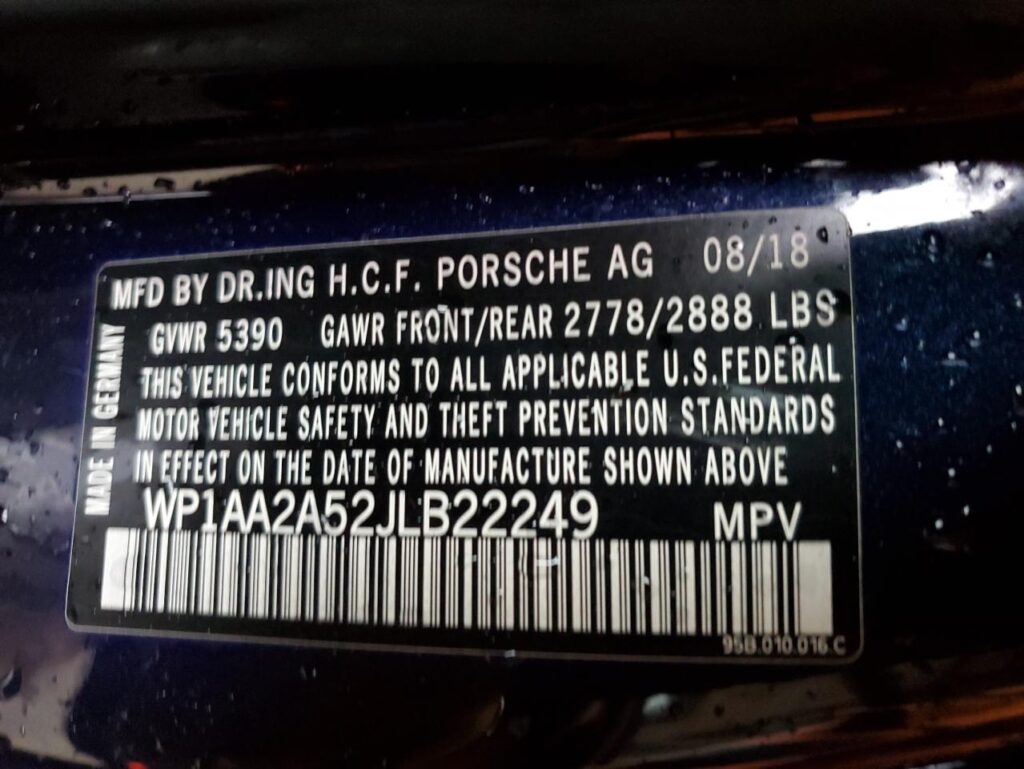 MFD BY DR.ING H.C.F. PORSCHE AG 08/18
GVWR 5390 GAWR FRONT/REAR 2778/2888 LBS
THIS VEHICLE CONFORMS TO ALL APPLICABLE U.S.FEDERAL
MOTOR VEHICLE SAFETY AND THEFT PREVENTION STANDARDS
IN EFFECT ON THE DATE OF MANUFACTURE SHOWN ABOVE
WP1AA2A52JLB22249 MPV
95B.010.016 C
MADE IN GERMANY